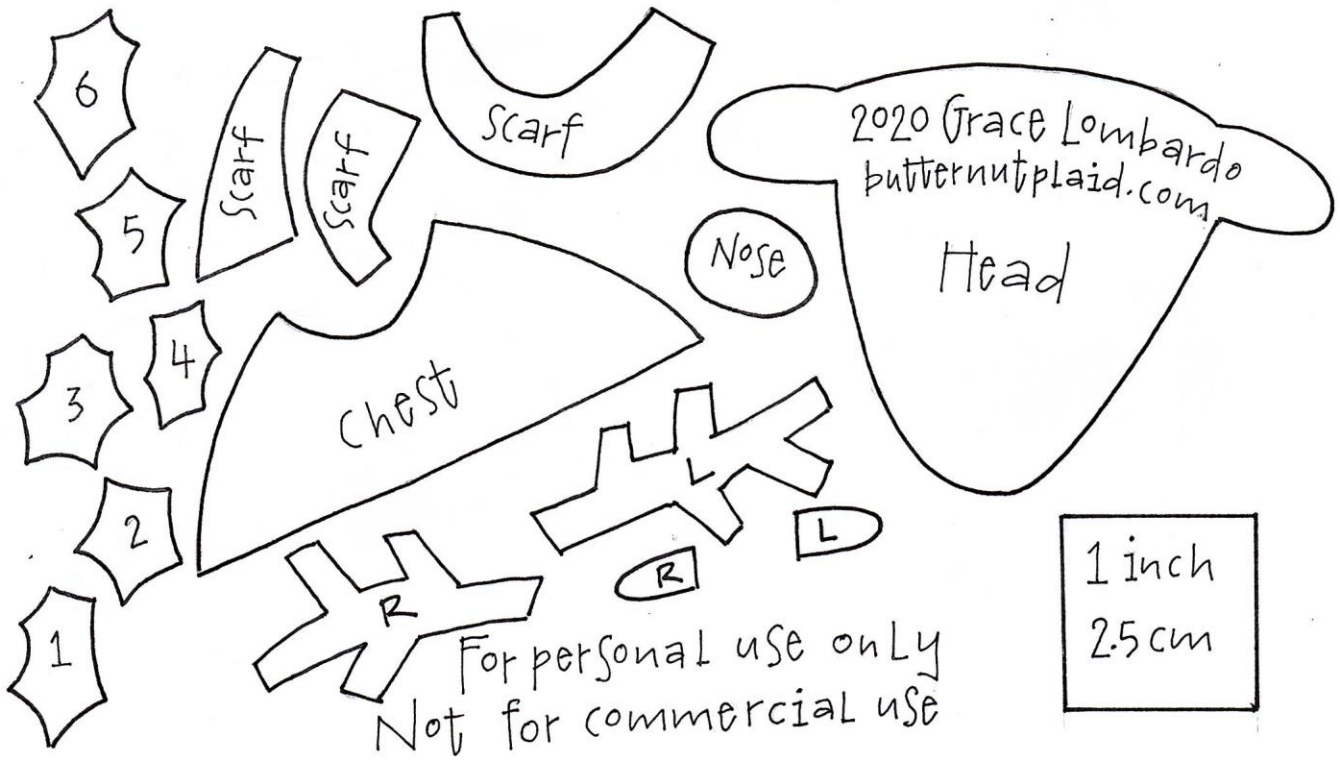 6
5
4
3
2
1
Scarf
Scarf
Scarf
Chest
Nose
2020 Grace Lombardo
butternutplaid.com
Head
L
L
R
R
1 inch
2.5 cm
For personal use only
Not for commercial use